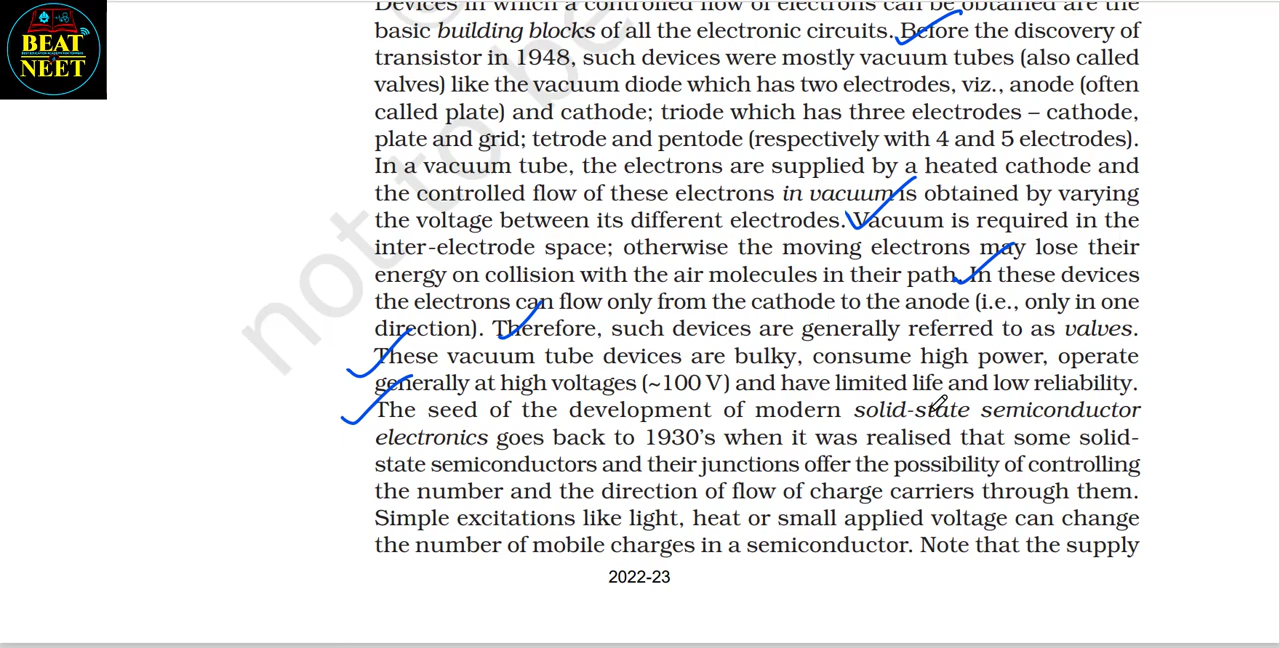 BEAT
BEST EDUCATION ACADEMY FOR TOPPERS
NEET
Devices in which a controlled flow of electrons can be obtained are the
basic building blocks of all the electronic circuits. Before the discovery of
transistor in 1948, such devices were mostly vacuum tubes (also called
valves) like the vacuum diode which has two electrodes, viz., anode (often
called plate) and cathode; triode which has three electrodes – cathode,
plate and grid; tetrode and pentode (respectively with 4 and 5 electrodes).
In a vacuum tube, the electrons are supplied by a heated cathode and
the controlled flow of these electrons in vacuum is obtained by varying
the voltage between its different electrodes. Vacuum is required in the
inter-electrode space; otherwise the moving electrons may lose their
energy on collision with the air molecules in their path. In these devices
the electrons can flow only from the cathode to the anode (i.e., only in one
direction). Therefore, such devices are generally referred to as valves.
These vacuum tube devices are bulky, consume high power, operate
generally at high voltages (~100 V) and have limited life and low reliability.
The seed of the development of modern solid-state semiconductor
electronics goes back to 1930's when it was realised that some solid-
state semiconductors and their junctions offer the possibility of controlling
the number and the direction of flow of charge carriers through them.
Simple excitations like light, heat or small applied voltage can change
the number of mobile charges in a semiconductor. Note that the supply
not to be
2022-23